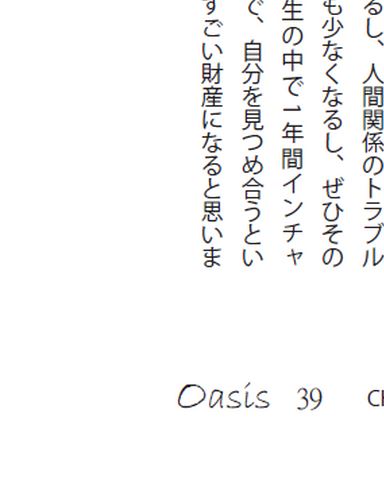 るし、人間関係のトラブル
も少なくなるし、ぜひその
生の中で1年間インチャ
で、自分を見つめ合うとい
すごい財産になると思いま
Oasis 39